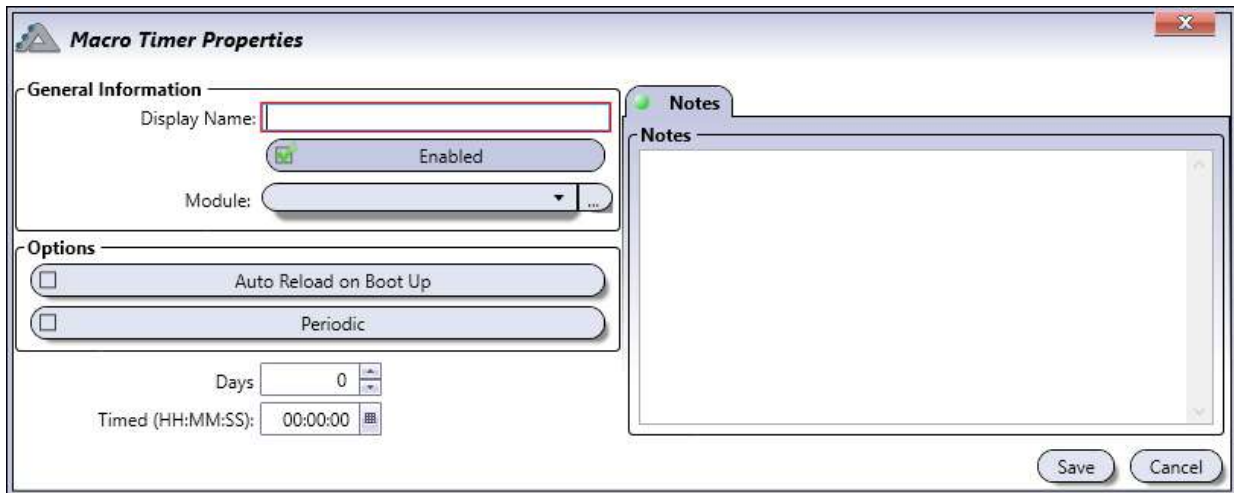 Macro Timer Properties
X
General Information
Display Name:
Enabled
Module:
...
Options
Auto Reload on Boot Up
Periodic
Days 0
Timed (HH:MM:SS): 00:00:00
Notes
Notes
Save Cancel